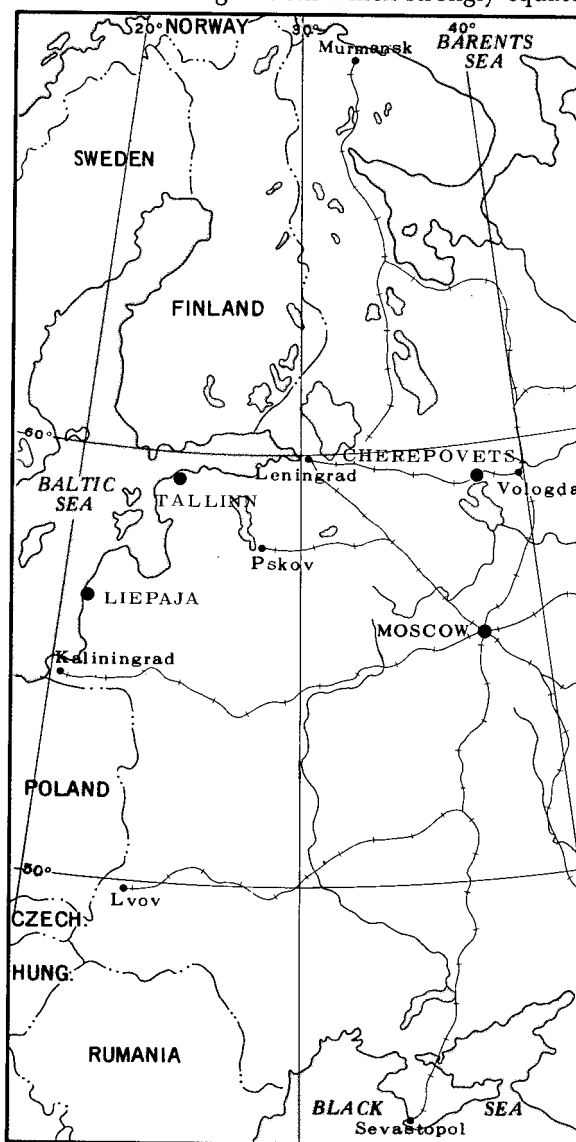 20° NORWAY 30° 40° BARENTS
SEA
Murmansk
SWEDEN
FINLAND
60°
CHEREPOVETS
Leningrad
Vologda
BALTIC
SEA
TALLINN
Pskov
LIEPAJA
MOSCOW
Kaliningrad
POLAND
50°
Lvov
CZECH.
HUNG.
RUMANIA
BLACK SEA
Sevastopol